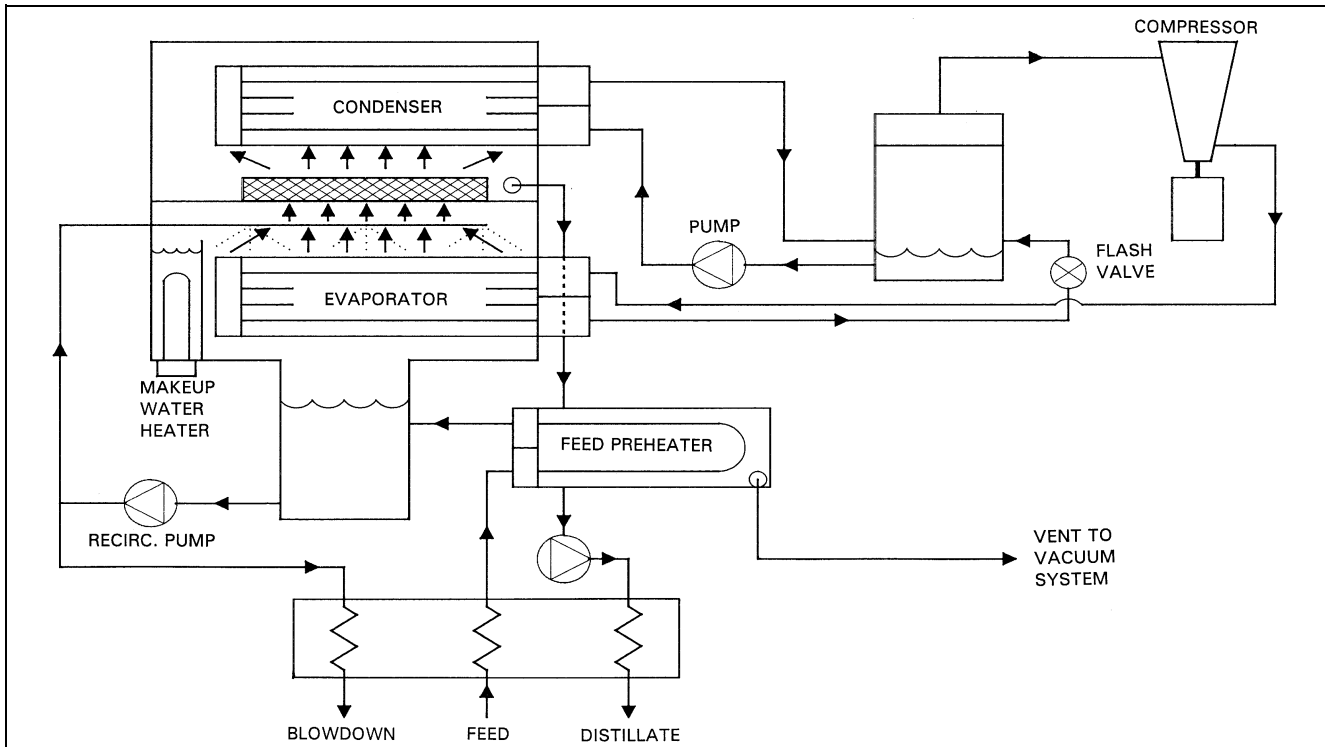 COMPRESSOR
CONDENSER
PUMP
FLASH
VALVE
EVAPORATOR
MAKEUP
WATER
HEATER
FEED PREHEATER
RECIRC. PUMP
VENT TO
VACUUM
SYSTEM
BLOWDOWN
FEED
DISTILLATE